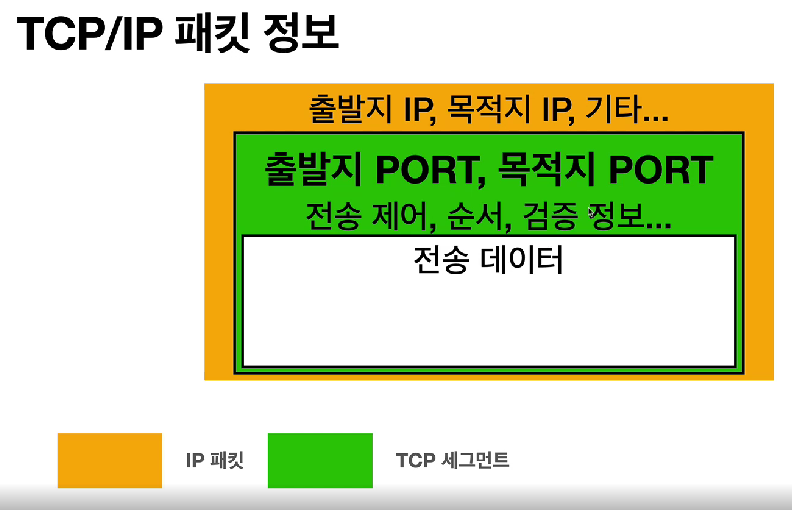 TCP/IP 패킷 정보
출발지 IP, 목적지 IP, 기타...
출발지 PORT, 목적지 PORT
전송 제어, 순서, 검증 정보...
전송 데이터
IP 패킷
TCP 세그먼트